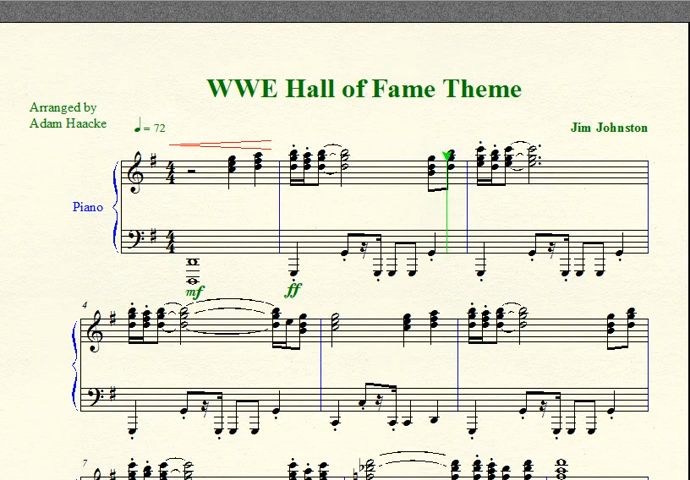 WWE Hall of Fame Theme
Arranged by
Adam Haacke
= 72
Jim Johnston
Piano
mf
ff
4
7